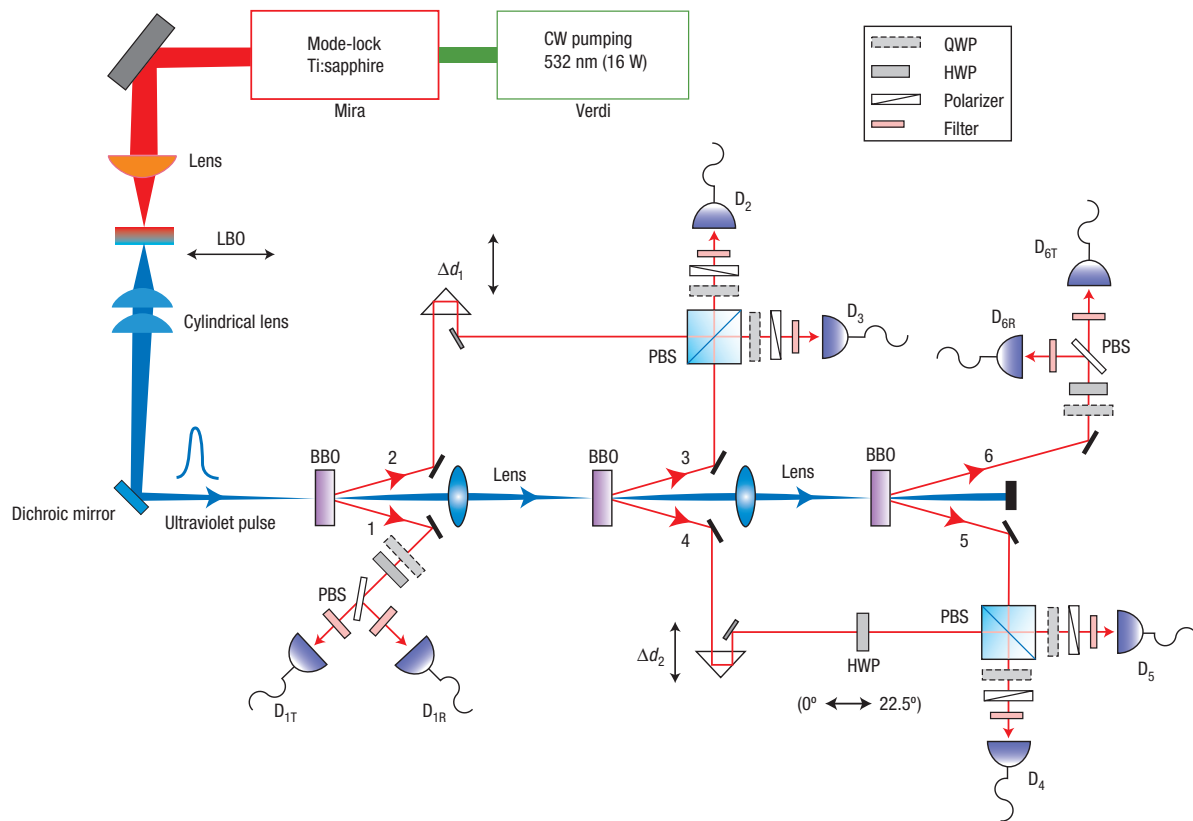 Mode-lock
Ti:sapphire
Mira
CW pumping
532 nm (16 W)
Verdi
QWP
HWP
Polarizer
Filter
Lens
LBO
Cylindrical lens
Δd₁
D₂
D₃
PBS
D₆T
D₆R
PBS
Dichroic mirror
Ultraviolet pulse
BBO
2
1
Lens
BBO
3
4
Lens
BBO
6
5
PBS
D₁T
D₁R
Δd₂
HWP
(0º 22.5º)
PBS
D₅
D₄